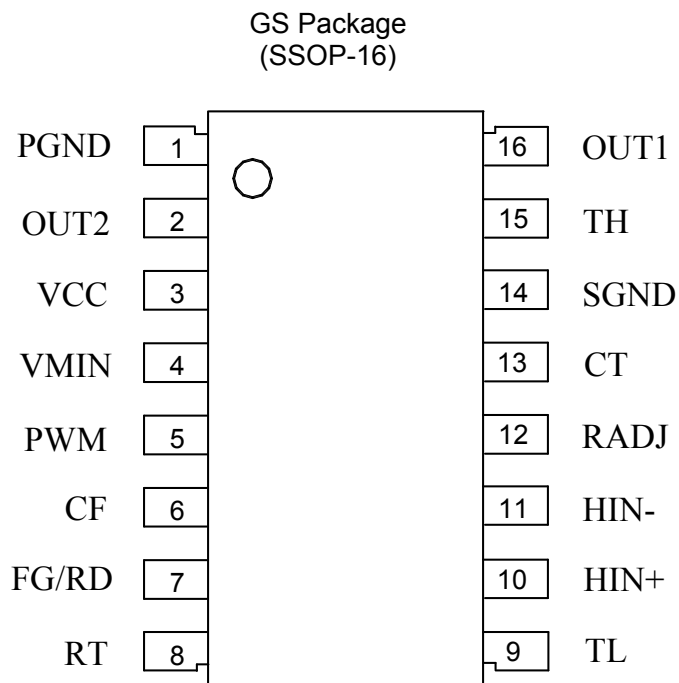 GS Package
(SSOP-16)
PGND 1 16 OUT1
OUT2 2 15 TH
VCC 3 14 SGND
VMIN 4 13 CT
PWM 5 12 RADJ
CF 6 11 HIN-
FG/RD 7 10 HIN+
RT 8 9 TL